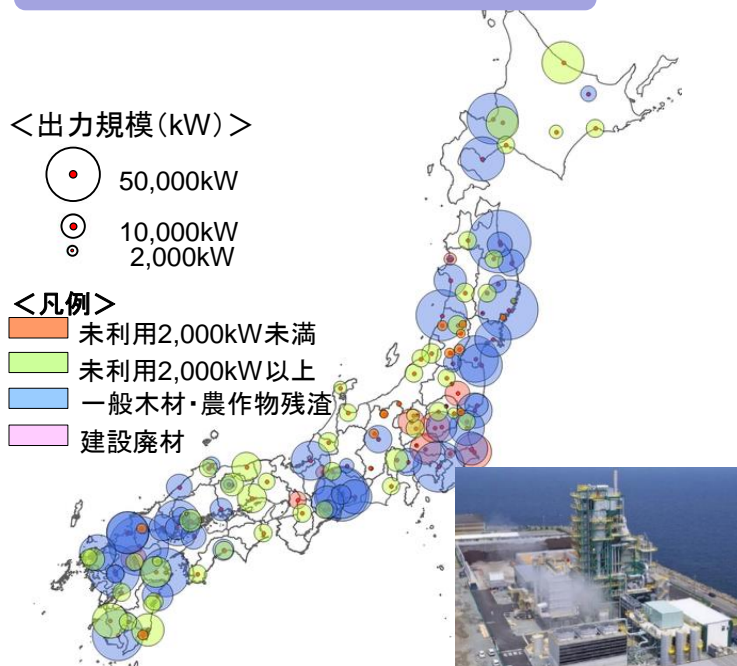 <出力規模(kW)>
50,000kW
10,000kW
2,000kW
<凡例>
未利用2,000kW未満
未利用2,000kW以上
一般木材・農作物残渣
建設廃材